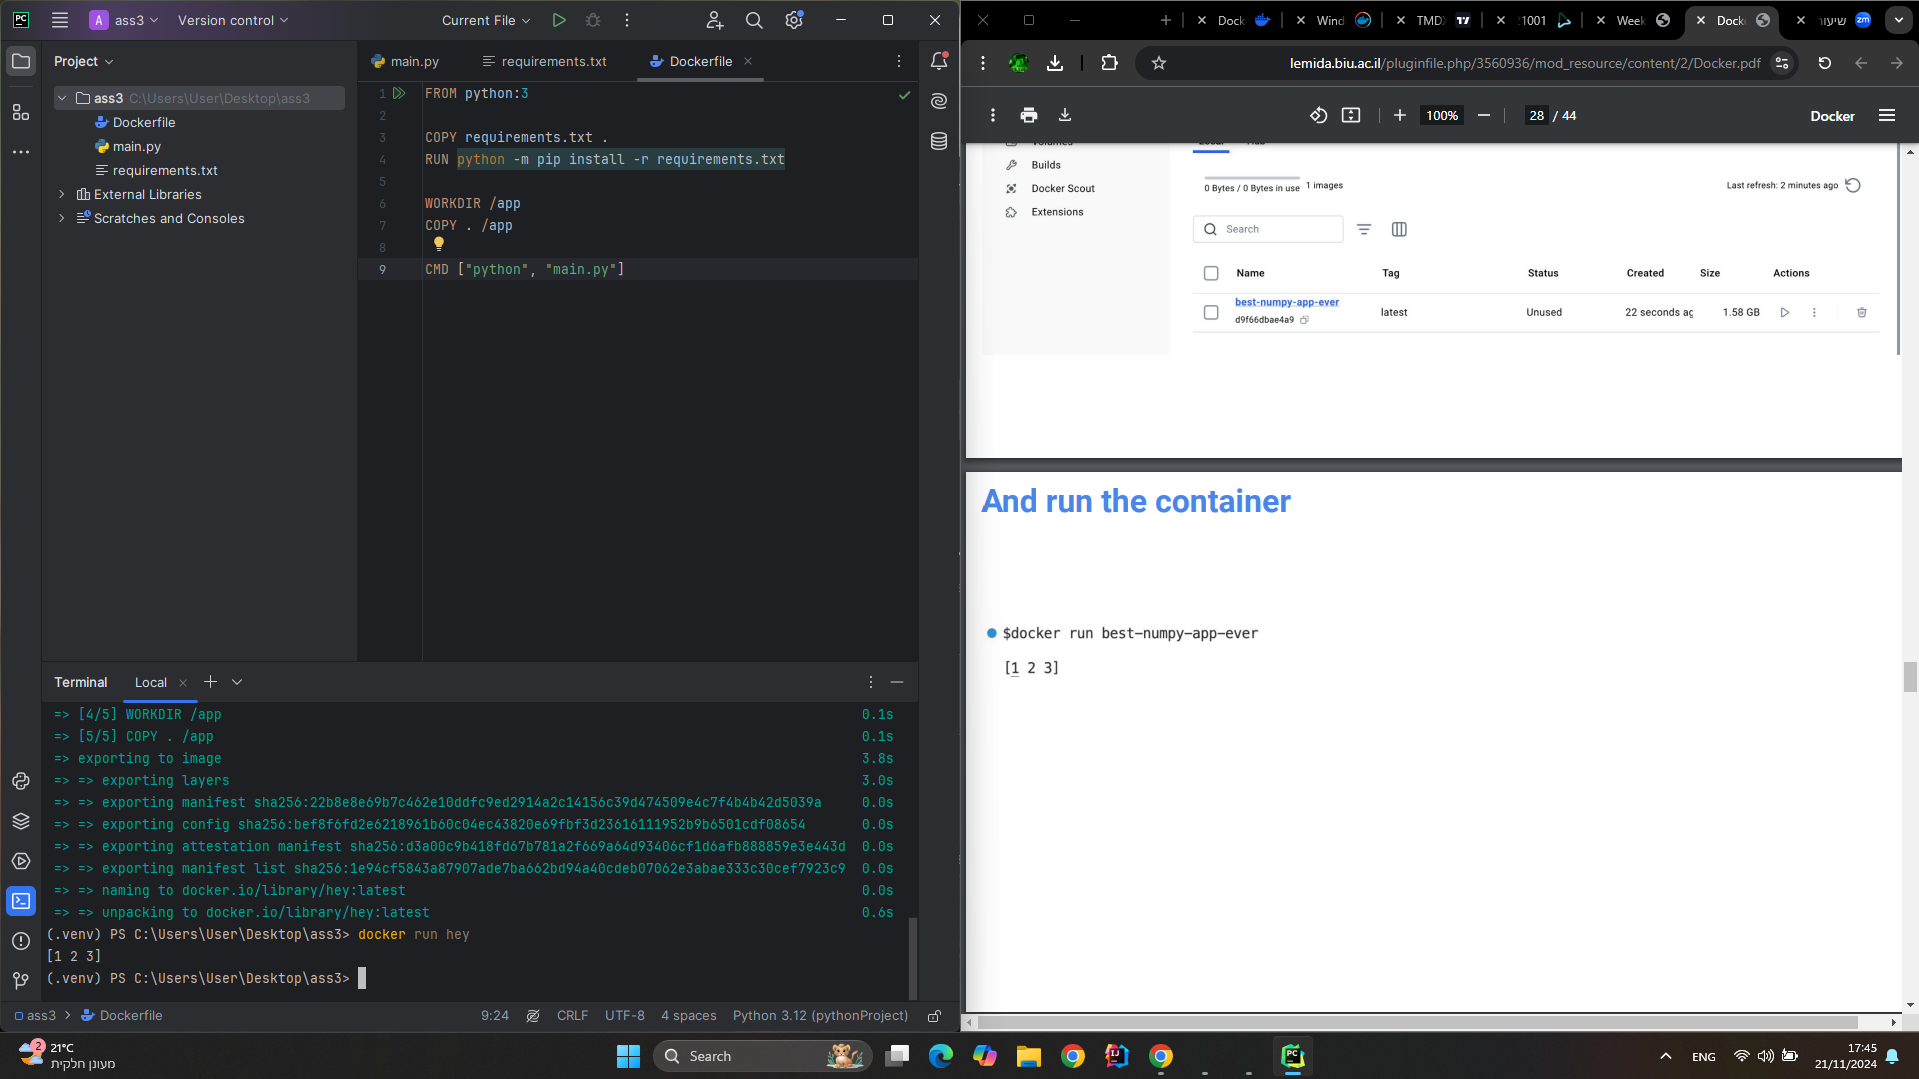 PC
A ass3
Version control
Current File
Project
main.py
requirements.txt
Dockerfile
ass3 C:\Users\User\Desktop\ass3
Dockerfile
main.py
requirements.txt
External Libraries
Scratches and Consoles
1 FROM python:3
2
3 COPY requirements.txt .
4 RUN python -m pip install -r requirements.txt
5
6 WORKDIR /app
7 COPY . /app
8
9 CMD ["python", "main.py"]
Terminal
Local
=> [4/5] WORKDIR /app 0.1s
=> [5/5] COPY . /app 0.1s
=> exporting to image 3.8s
=> => exporting layers 3.0s
=> => exporting manifest sha256:22b8e8e69b7c462e10ddfc9ed2914a2c14156c39d474509e4c7f4b4b42d5039a 0.0s
=> => exporting config sha256:bef8f6fd2e6218961b60c04ec43820e69fbf3d23616111952b9b6501cdf08654 0.0s
=> => exporting attestation manifest sha256:d3a00c9b418fd67b781a2f669a64d93406cf1d6afb888859e3e443d 0.0s
=> => exporting manifest list sha256:1e94cf5843a87907ade7ba662bd94a40cdeb07062e3abae333c30cef7923c9 0.0s
=> => naming to docker.io/library/hey:latest 0.0s
=> => unpacking to docker.io/library/hey:latest 0.6s
(.venv) PS C:\Users\User\Desktop\ass3> docker run hey
[1 2 3]
(.venv) PS C:\Users\User\Desktop\ass3>
ass3 > Dockerfile
9:24
CRLF
UTF-8
4 spaces
Python 3.12 (pythonProject)
Dock
Wind
TMDX
Week
Dock
שיעור
zm
lemida.biu.ac.il/pluginfile.php/3560936/mod_resource/content/2/Docker.pdf
100%
28 / 44
Docker
Builds
Docker Scout
Extensions
0 Bytes / 0 Bytes in use 1 images
Last refresh: 2 minutes ago
Search
Name Tag Status Created Size Actions
best-numpy-app-ever
d9f66dbae4a9
latest Unused 22 seconds ag 1.58 GB
And run the container
$docker run best-numpy-app-ever
[1 2 3]
2
21°C
מעונן חלקית
Search
PC
ENG
17:45
21/11/2024